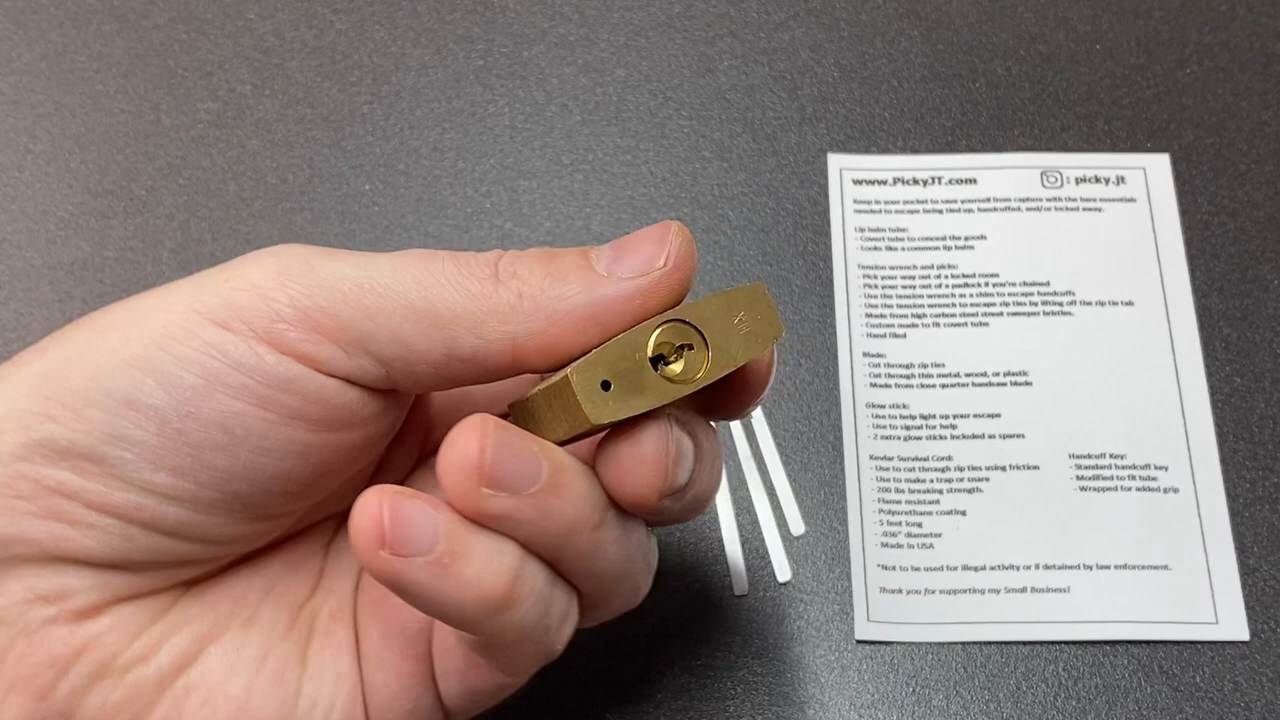 www.PickyJT.com
: picky.jt
Keep in your pocket to save yourself from capture with the bare essentials
needed to escape being tied up, handcuffed, and/or locked away.
Lip balm tube:
- Covert tube to conceal the goods
- Looks like a common lip balm
Tension wrench and picks:
- Pick your way out of a locked room
- Pick your way out of a padlock if you're chained
- Use the tension wrench as a shim to escape handcuffs
- Use the tension wrench to escape zip ties by lifting off the zip tie tab
- Made from high carbon steel street sweeper bristles.
- Custom made to fit covert tube
- Hand filed
Blade:
- Cut through zip ties
- Cut through thin metal, wood, or plastic
- Made from close quarter handsaw blade
Glow stick:
- Use to help light up your escape
- Use to signal for help
- 2 extra glow sticks included as spares
Kevlar Survival Cord:
- Use to cut through zip ties using friction
- Use to make a trap or snare
- 200 lbs breaking strength.
- Flame resistant
- Polyurethane coating
- 5 feet long
- .036" diameter
- Made in USA
Handcuff Key:
- Standard handcuff key
- Modified to fit tube
- Wrapped for added grip
*Not to be used for illegal activity or if detained by law enforcement.
Thank you for supporting my Small Business!